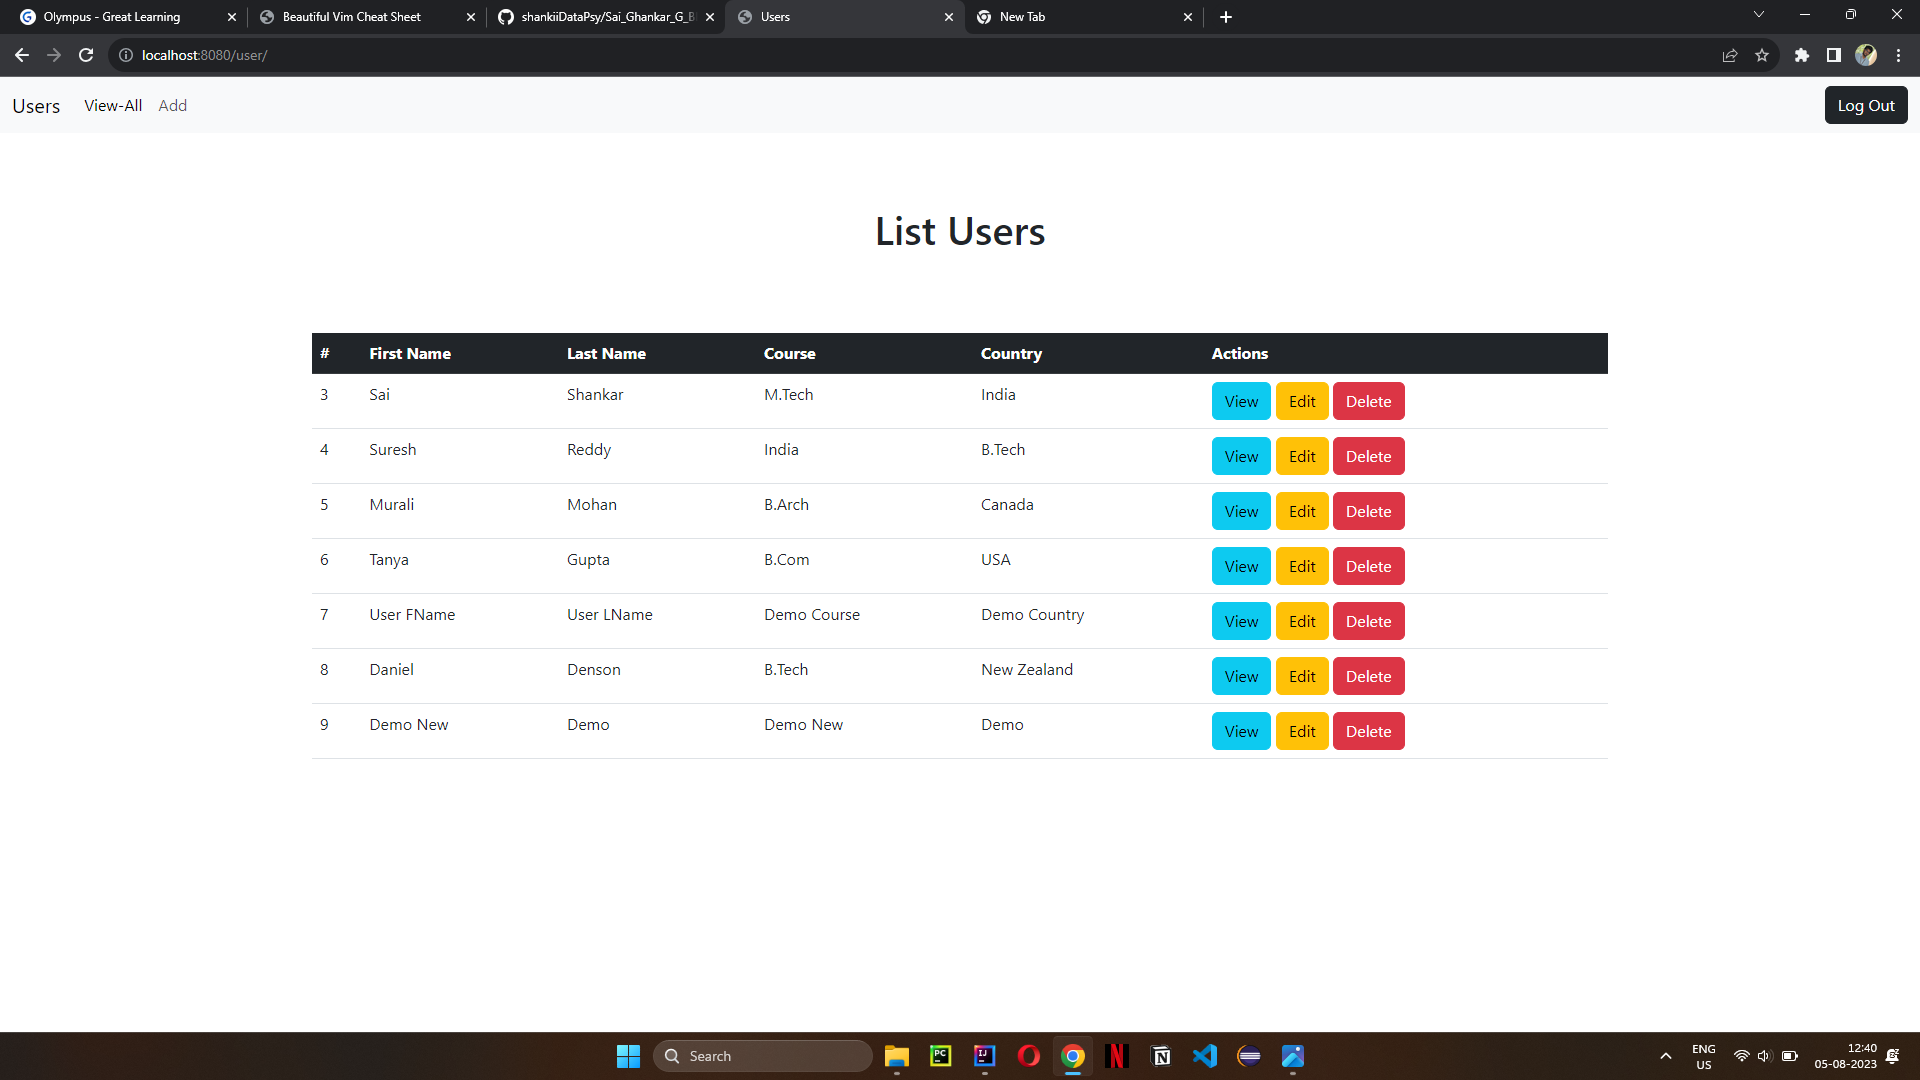 Olympus - Great Learning
Beautiful Vim Cheat Sheet
shankiiDataPsy/Sai_Ghankar_G_B
Users
New Tab
localhost:8080/user/
Users View-All Add Log Out
List Users
# First Name Last Name Course Country Actions
3 Sai Shankar M.Tech India View Edit Delete
4 Suresh Reddy India B.Tech View Edit Delete
5 Murali Mohan B.Arch Canada View Edit Delete
6 Tanya Gupta B.Com USA View Edit Delete
7 User FName User LName Demo Course Demo Country View Edit Delete
8 Daniel Denson B.Tech New Zealand View Edit Delete
9 Demo New Demo Demo New Demo View Edit Delete
Search
ENG
US
12:40
05-08-2023